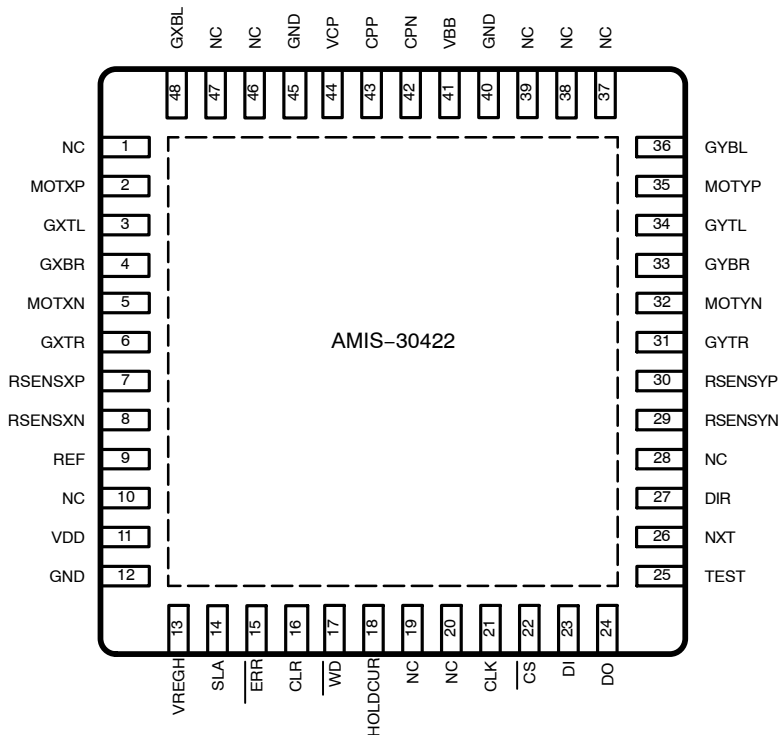 GXBL NC NC GND VCP CPP CPN VBB GND NC NC NC
48 47 46 45 44 43 42 41 40 39 38 37
NC 1 36 GYBL
MOTXP 2 35 MOTYP
GXTL 3 34 GYTL
GXBR 4 33 GYBR
MOTXN 5 32 MOTYN
GXTR 6 AMIS-30422 31 GYTR
RSENSXP 7 30 RSENSYP
RSENSXN 8 29 RSENSYN
REF 9 28 NC
NC 10 27 DIR
VDD 11 26 NXT
GND 12 25 TEST
13 14 15 16 17 18 19 20 21 22 23 24
VREGH SLA ERR CLR WD HOLDCUR NC NC CLK CS DI DO